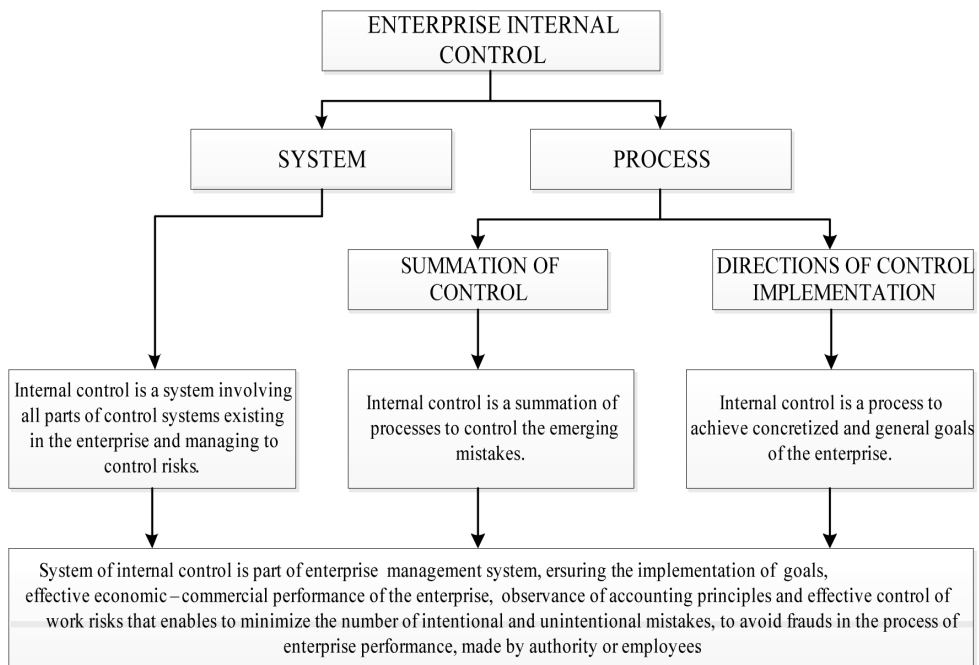 ENTERPRISE INTERNAL
CONTROL
SYSTEM
PROCESS
SUMMATION OF
CONTROL
DIRECTIONS OF CONTROL
IMPLEMENTATION
Internal control is a system involving
all parts of control systems existing
in the enterprise and managing to
control risks.
Internal control is a summation of
processes to control the emerging
mistakes.
Internal control is a process to
achieve concretized and general goals
of the enterprise.
System of internal control is part of enterprise management system, ersuring the implementation of goals,
effective economic – commercial performance of the enterprise, observance of accounting principles and effective control of
work risks that enables to minimize the number of intentional and unintentional mistakes, to avoid frauds in the process of
enterprise performance, made by authority or employees